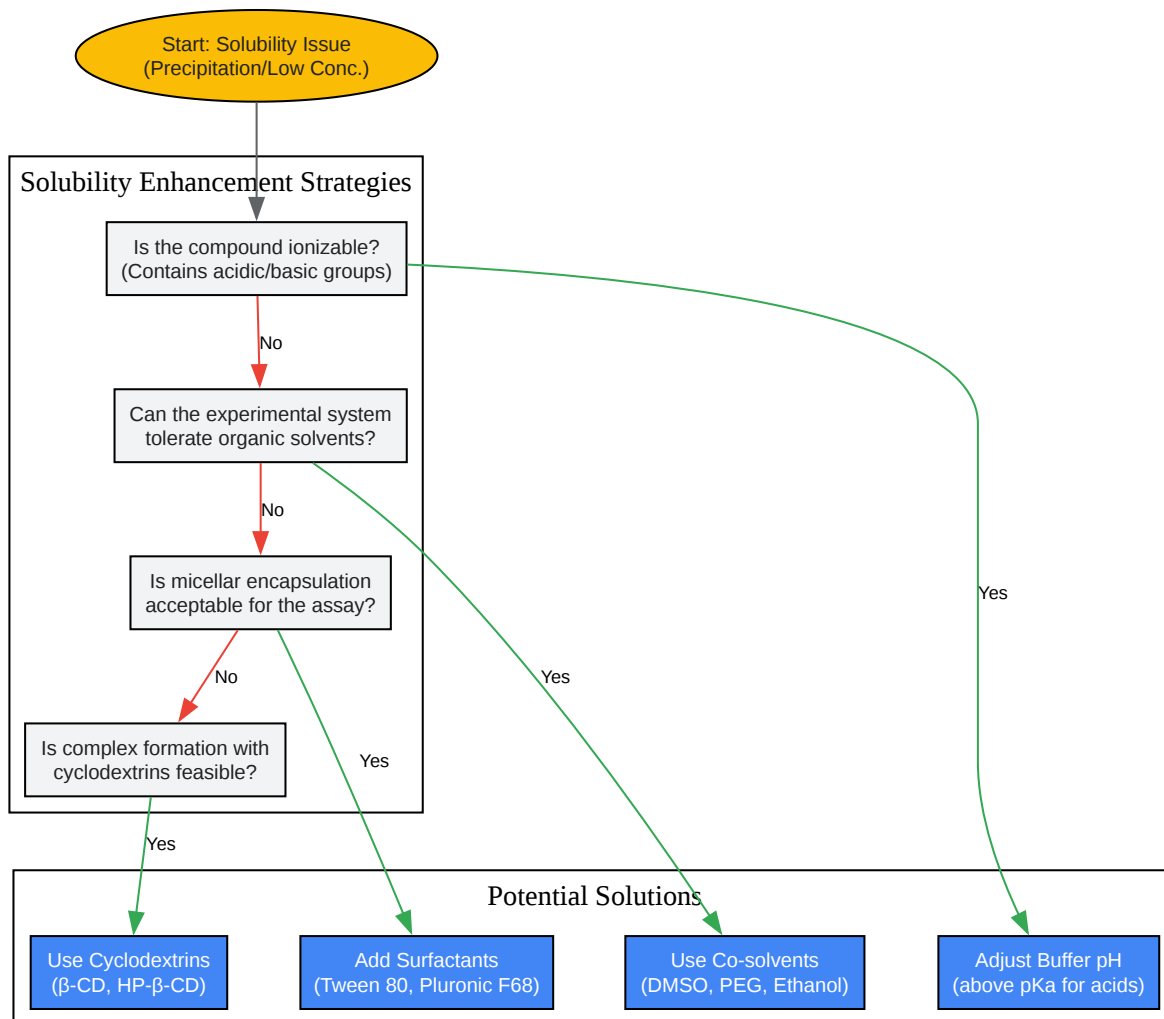 Start: Solubility Issue
(Precipitation/Low Conc.)
Solubility Enhancement Strategies
Is the compound ionizable?
(Contains acidic/basic groups)
No
Can the experimental system
tolerate organic solvents?
No
Is micellar encapsulation
acceptable for the assay?
Yes
No
Yes
Is complex formation with
cyclodextrins feasible?
Yes
Yes
Potential Solutions
Use Cyclodextrins
(β-CD, HP-β-CD)
Add Surfactants
(Tween 80, Pluronic F68)
Use Co-solvents
(DMSO, PEG, Ethanol)
Adjust Buffer pH
(above pKa for acids)